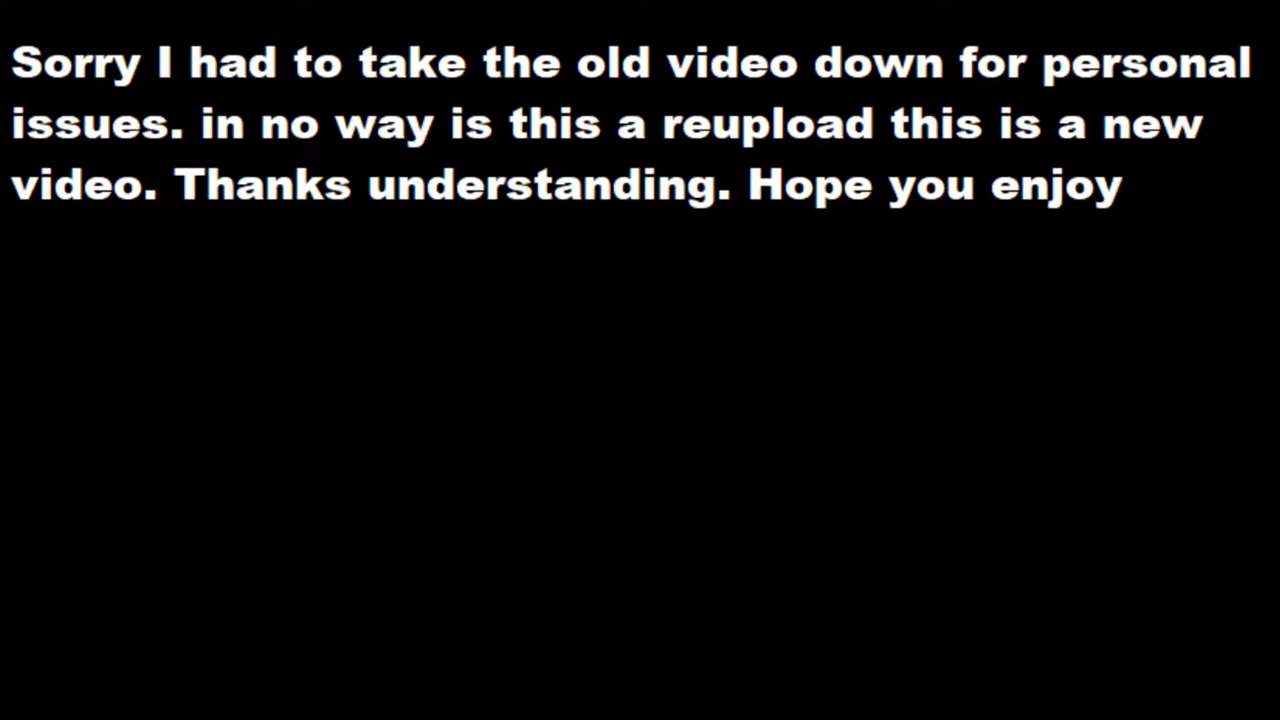 Sorry I had to take the old video down for personal
issues. in no way is this a reupload this is a new
video. Thanks understanding. Hope you enjoy